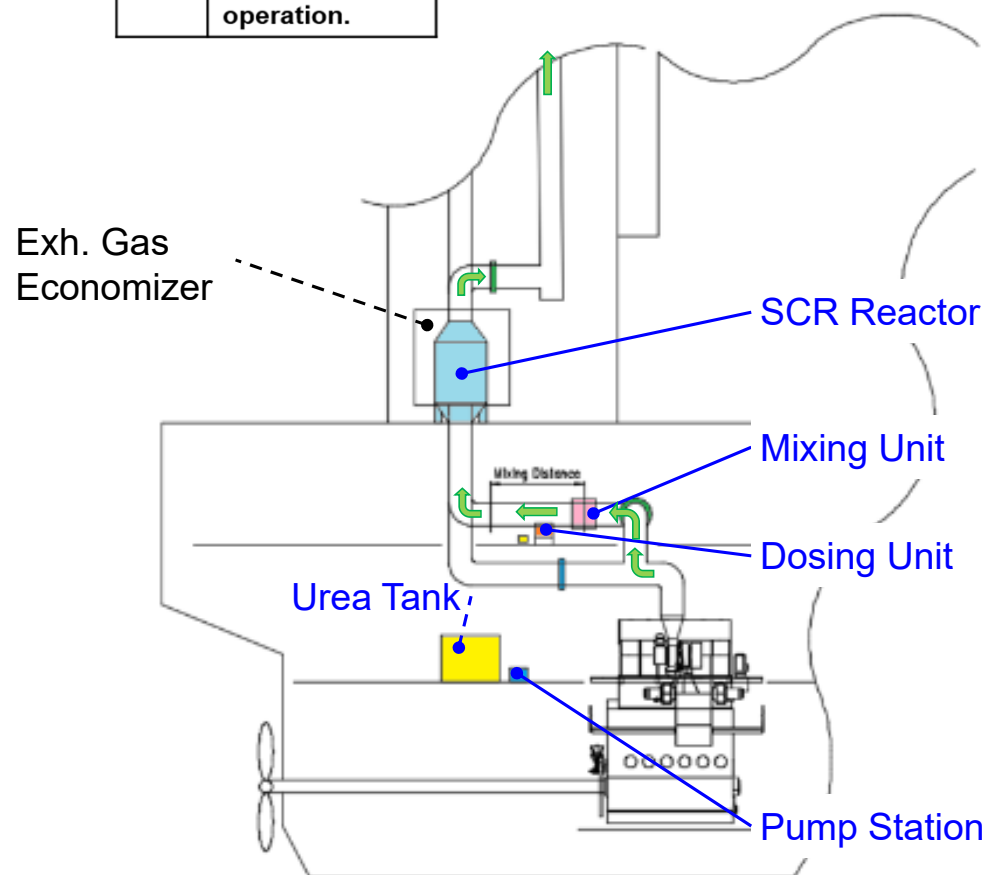 operation.
Exh. Gas
Economizer
SCR Reactor
Mixing Unit
Mixing Distance
Dosing Unit
Urea Tank
Pump Station